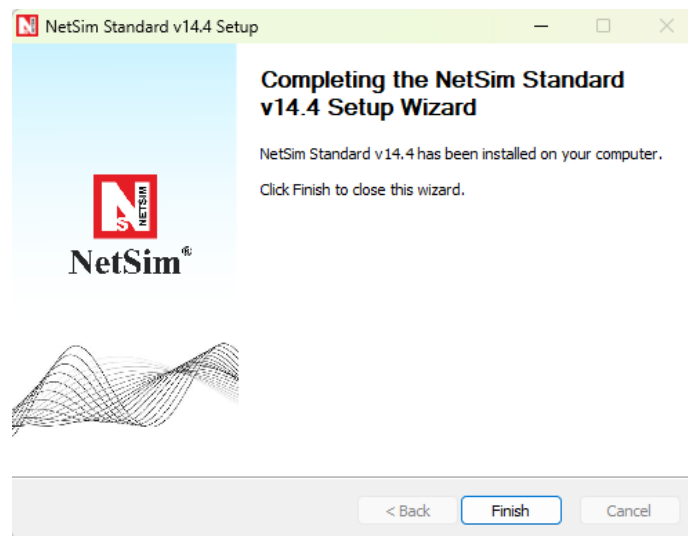 NetSim Standard v14.4 Setup
Completing the NetSim Standard
v14.4 Setup Wizard
NetSim Standard v14.4 has been installed on your computer.
Click Finish to close this wizard.
NETSIM
NetSim®
< Back
Finish
Cancel